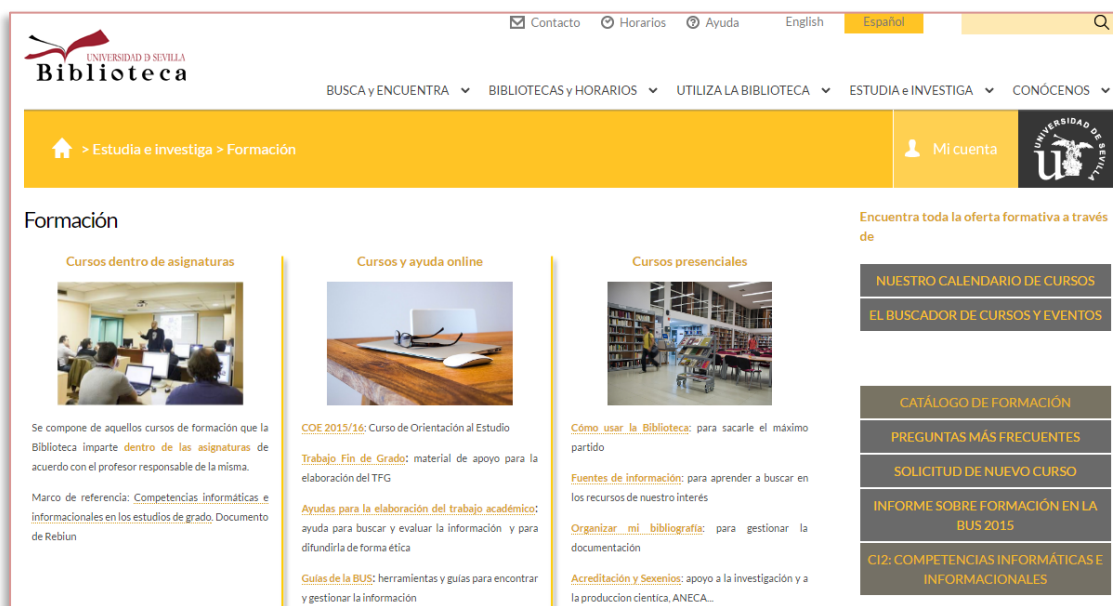 Contacto Horarios Ayuda English Español
UNIVERSIDAD D SEVILLA
Biblioteca
BUSCA y ENCUENTRA BIBLIOTECAS y HORARIOS UTILIZA LA BIBLIOTECA ESTUDIA e INVESTIGA CONÓCENOS
> Estudia e investiga > Formación
Mi cuenta
UNIVERSIDAD DE SEVILLA
Formación
Cursos dentro de asignaturas
Se compone de aquellos cursos de formación que la
Biblioteca imparte dentro de las asignaturas de
acuerdo con el profesor responsable de la misma.
Marco de referencia: Competencias informáticas e
informacionales en los estudios de grado. Documento
de Rebiun
Cursos y ayuda online
COE 2015/16: Curso de Orientación al Estudio
Trabajo Fin de Grado: material de apoyo para la
elaboración del TFG
Ayudas para la elaboración del trabajo académico:
ayuda para buscar y evaluar la información y para
difundirla de forma ética
Guías de la BUS: herramientas y guías para encontrar
y gestionar la información
Cursos presenciales
Cómo usar la Biblioteca: para sacarle el máximo
partido
Fuentes de información: para aprender a buscar en
los recursos de nuestro interés
Organizar mi bibliografía: para gestionar la
documentación
Acreditación y Sexenios: apoyo a la investigación y a
la produccion cientica, ANECA...
Encuentra toda la oferta formativa a través
de
NUESTRO CALENDARIO DE CURSOS
EL BUSCADOR DE CURSOS Y EVENTOS
CATÁLOGO DE FORMACIÓN
PREGUNTAS MÁS FRECUENTES
SOLICITUD DE NUEVO CURSO
INFORME SOBRE FORMACIÓN EN LA
BUS 2015
CI2: COMPETENCIAS INFORMÁTICAS E
INFORMACIONALES